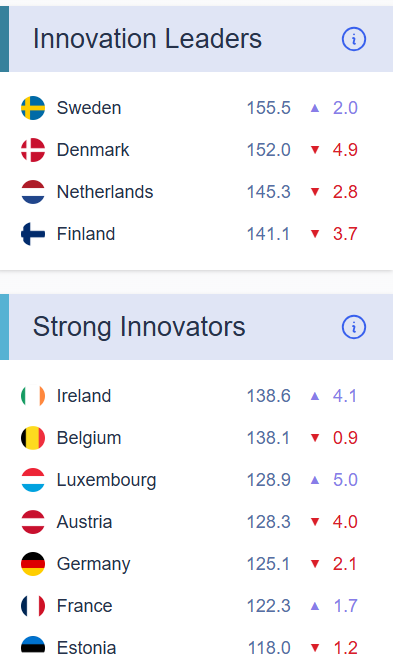 Innovation Leaders
Sweden 155.5 ▲ 2.0
Denmark 152.0 ▼ 4.9
Netherlands 145.3 ▼ 2.8
Finland 141.1 ▼ 3.7
Strong Innovators
Ireland 138.6 ▲ 4.1
Belgium 138.1 ▼ 0.9
Luxembourg 128.9 ▲ 5.0
Austria 128.3 ▼ 4.0
Germany 125.1 ▼ 2.1
France 122.3 ▲ 1.7
Estonia 118.0 ▼ 1.2